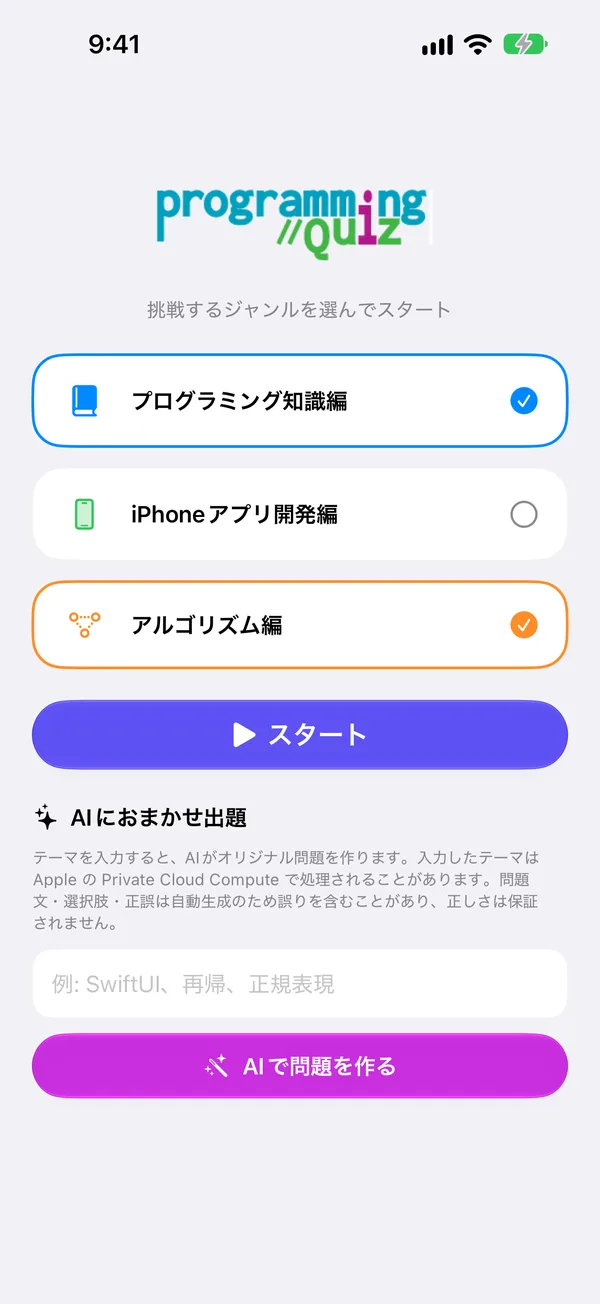 9:41
programming
//Quiz
挑戦するジャンルを選んでスタート
プログラミング知識編
iPhoneアプリ開発編
アルゴリズム編
スタート
AIにおまかせ出題
テーマを入力すると、AIがオリジナル問題を作ります。入力したテーマは
Apple の Private Cloud Compute で処理されることがあります。問題
文・選択肢・正誤は自動生成のため誤りを含むことがあり、正しさは保証
されません。
例: SwiftUI、再帰、正規表現
AIで問題を作る